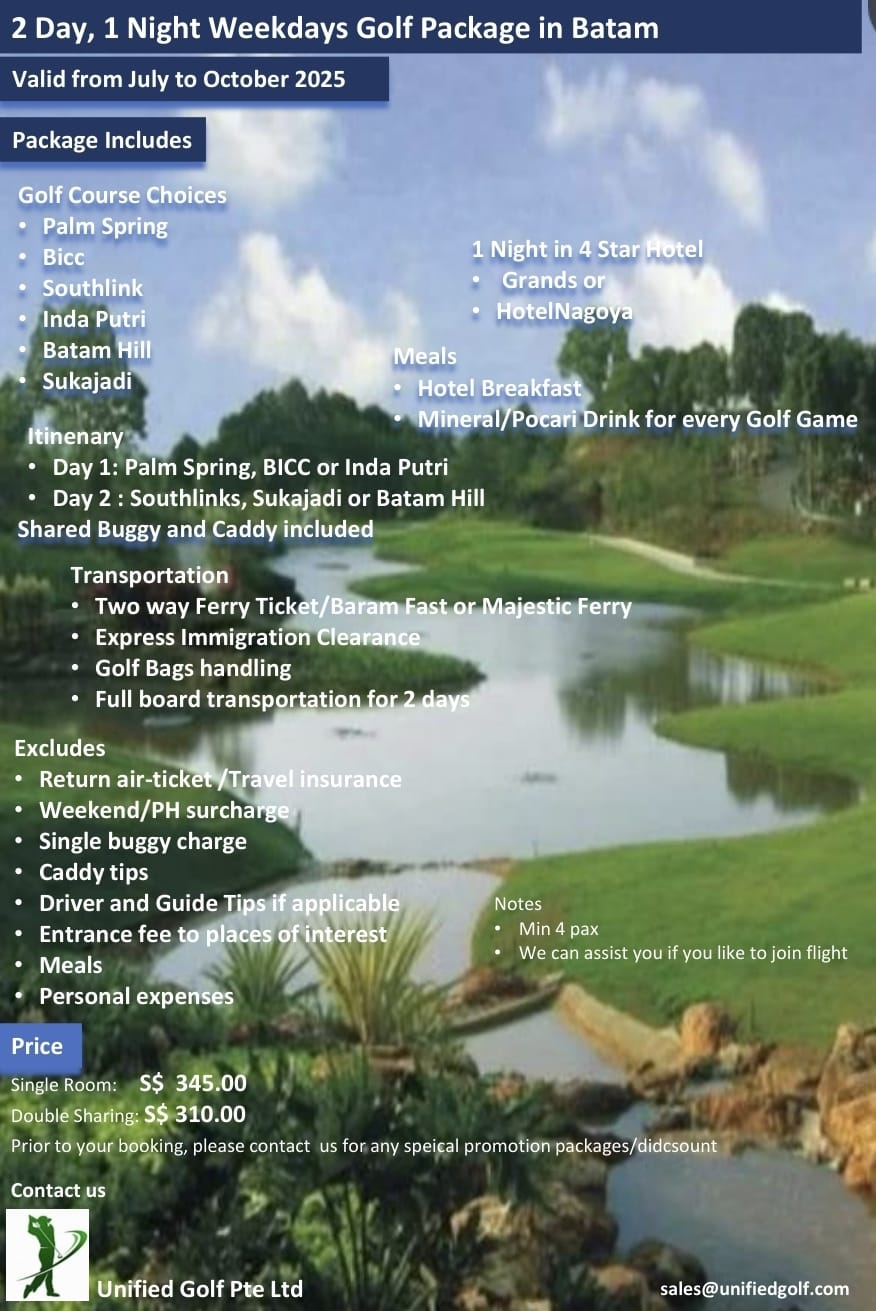 2 Day, 1 Night Weekdays Golf Package in Batam
Valid from July to October 2025
Package Includes
Golf Course Choices
• Palm Spring
• Bicc
• Southlink
• Inda Putri
• Batam Hill
• Sukajadi
1 Night in 4 Star Hotel
• Grands or
• HotelNagoya
Meals
• Hotel Breakfast
• Mineral/Pocari Drink for every Golf Game
Itinenary
• Day 1: Palm Spring, BICC or Inda Putri
• Day 2 : Southlinks, Sukajadi or Batam Hill
Shared Buggy and Caddy included
Transportation
• Two way Ferry Ticket/Baram Fast or Majestic Ferry
• Express Immigration Clearance
• Golf Bags handling
• Full board transportation for 2 days
Excludes
• Return air-ticket /Travel insurance
• Weekend/PH surcharge
• Single buggy charge
• Caddy tips
• Driver and Guide Tips if applicable
• Entrance fee to places of interest
• Meals
• Personal expenses
Notes
• Min 4 pax
• We can assist you if you like to join flight
Price
Single Room: S$ 345.00
Double Sharing: S$ 310.00
Prior to your booking, please contact us for any speical promotion packages/didcsount
Contact us
Unified Golf Pte Ltd
sales@unifiedgolf.com